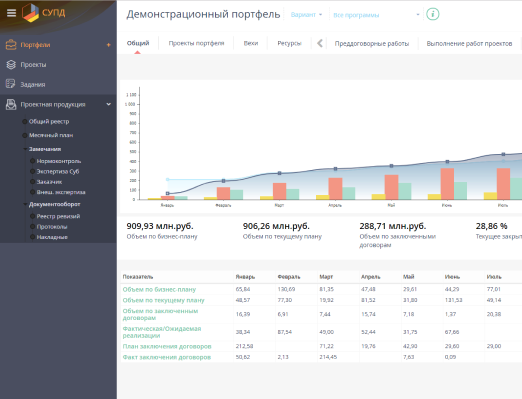 СУПД
Портфели
Проекты
Задания
Проектная продукция
Общий реестр
Месячный план
Замечания
Нормоконтроль
Экспертиза Суб
Заказчик
Внеш. экспертиза
Документооборот
Реестр ревизий
Протоколы
Накладные
Демонстрационный портфель
Вариант
Все программы
Общий Проекты портфеля Вехи Ресурсы Преддоговорные работы Выполнение работ проектов
1 100
1 000
900
800
700
600
500
400
300
200
100
0
Январь Февраль Март Апрель Май Июнь Июль
909,93 млн.руб. 906,26 млн.руб. 288,71 млн.руб. 28,86 %
Объем по бизнес-плану Объем по текущему плану Объем по заключенным Текущее закрыт
договорам
Показатель Январь Февраль Март Апрель Май Июнь Июль
Объем по бизнес плану 65,84 130,69 81,35 47,48 29,61 44,29 77,01
Объем по текущему плану 48,57 77,30 19,92 81,52 31,80 131,53 49,14
Объем по заключенным
договорам 16,39 6,91 7,44 15,74 7,18 1,37 20,38
Фактическая/Ожидаемая
реализации 38,34 87,54 49,00 52,44 31,75 67,66
План заключения договоров 212,58 71,22 19,76 42,90 29,60 29,00
Факт заключения договоров 50,62 2,13 214,45 7,63 0,09